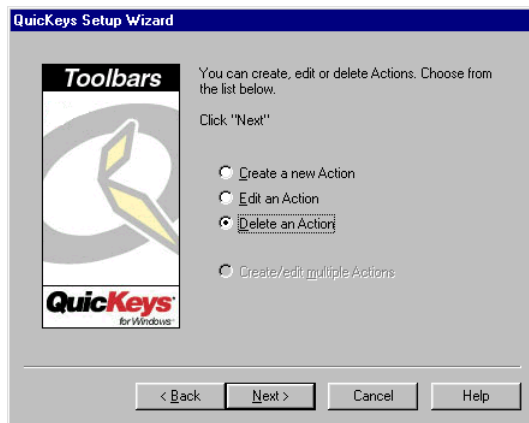 QuicKeys Setup Wizard
Toolbars
You can create, edit or delete Actions. Choose from
the list below.
Click "Next"
Create a new Action
Edit an Action
Delete an Action
Create/edit multiple Actions
QuicKeys
for Windows
< Back
Next >
Cancel
Help